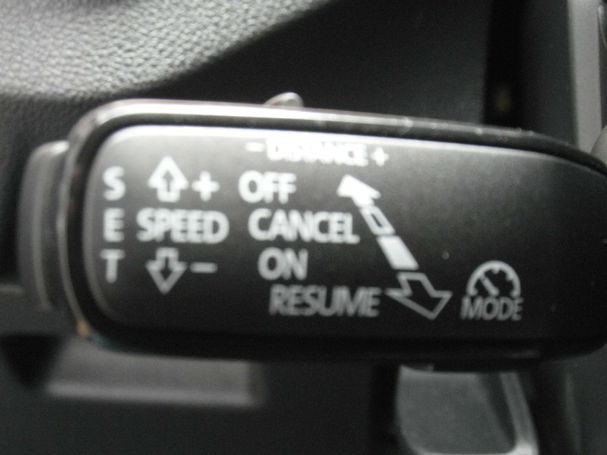 - DISTANCE +
S + OFF
E SPEED CANCEL
T - ON
RESUME
MODE